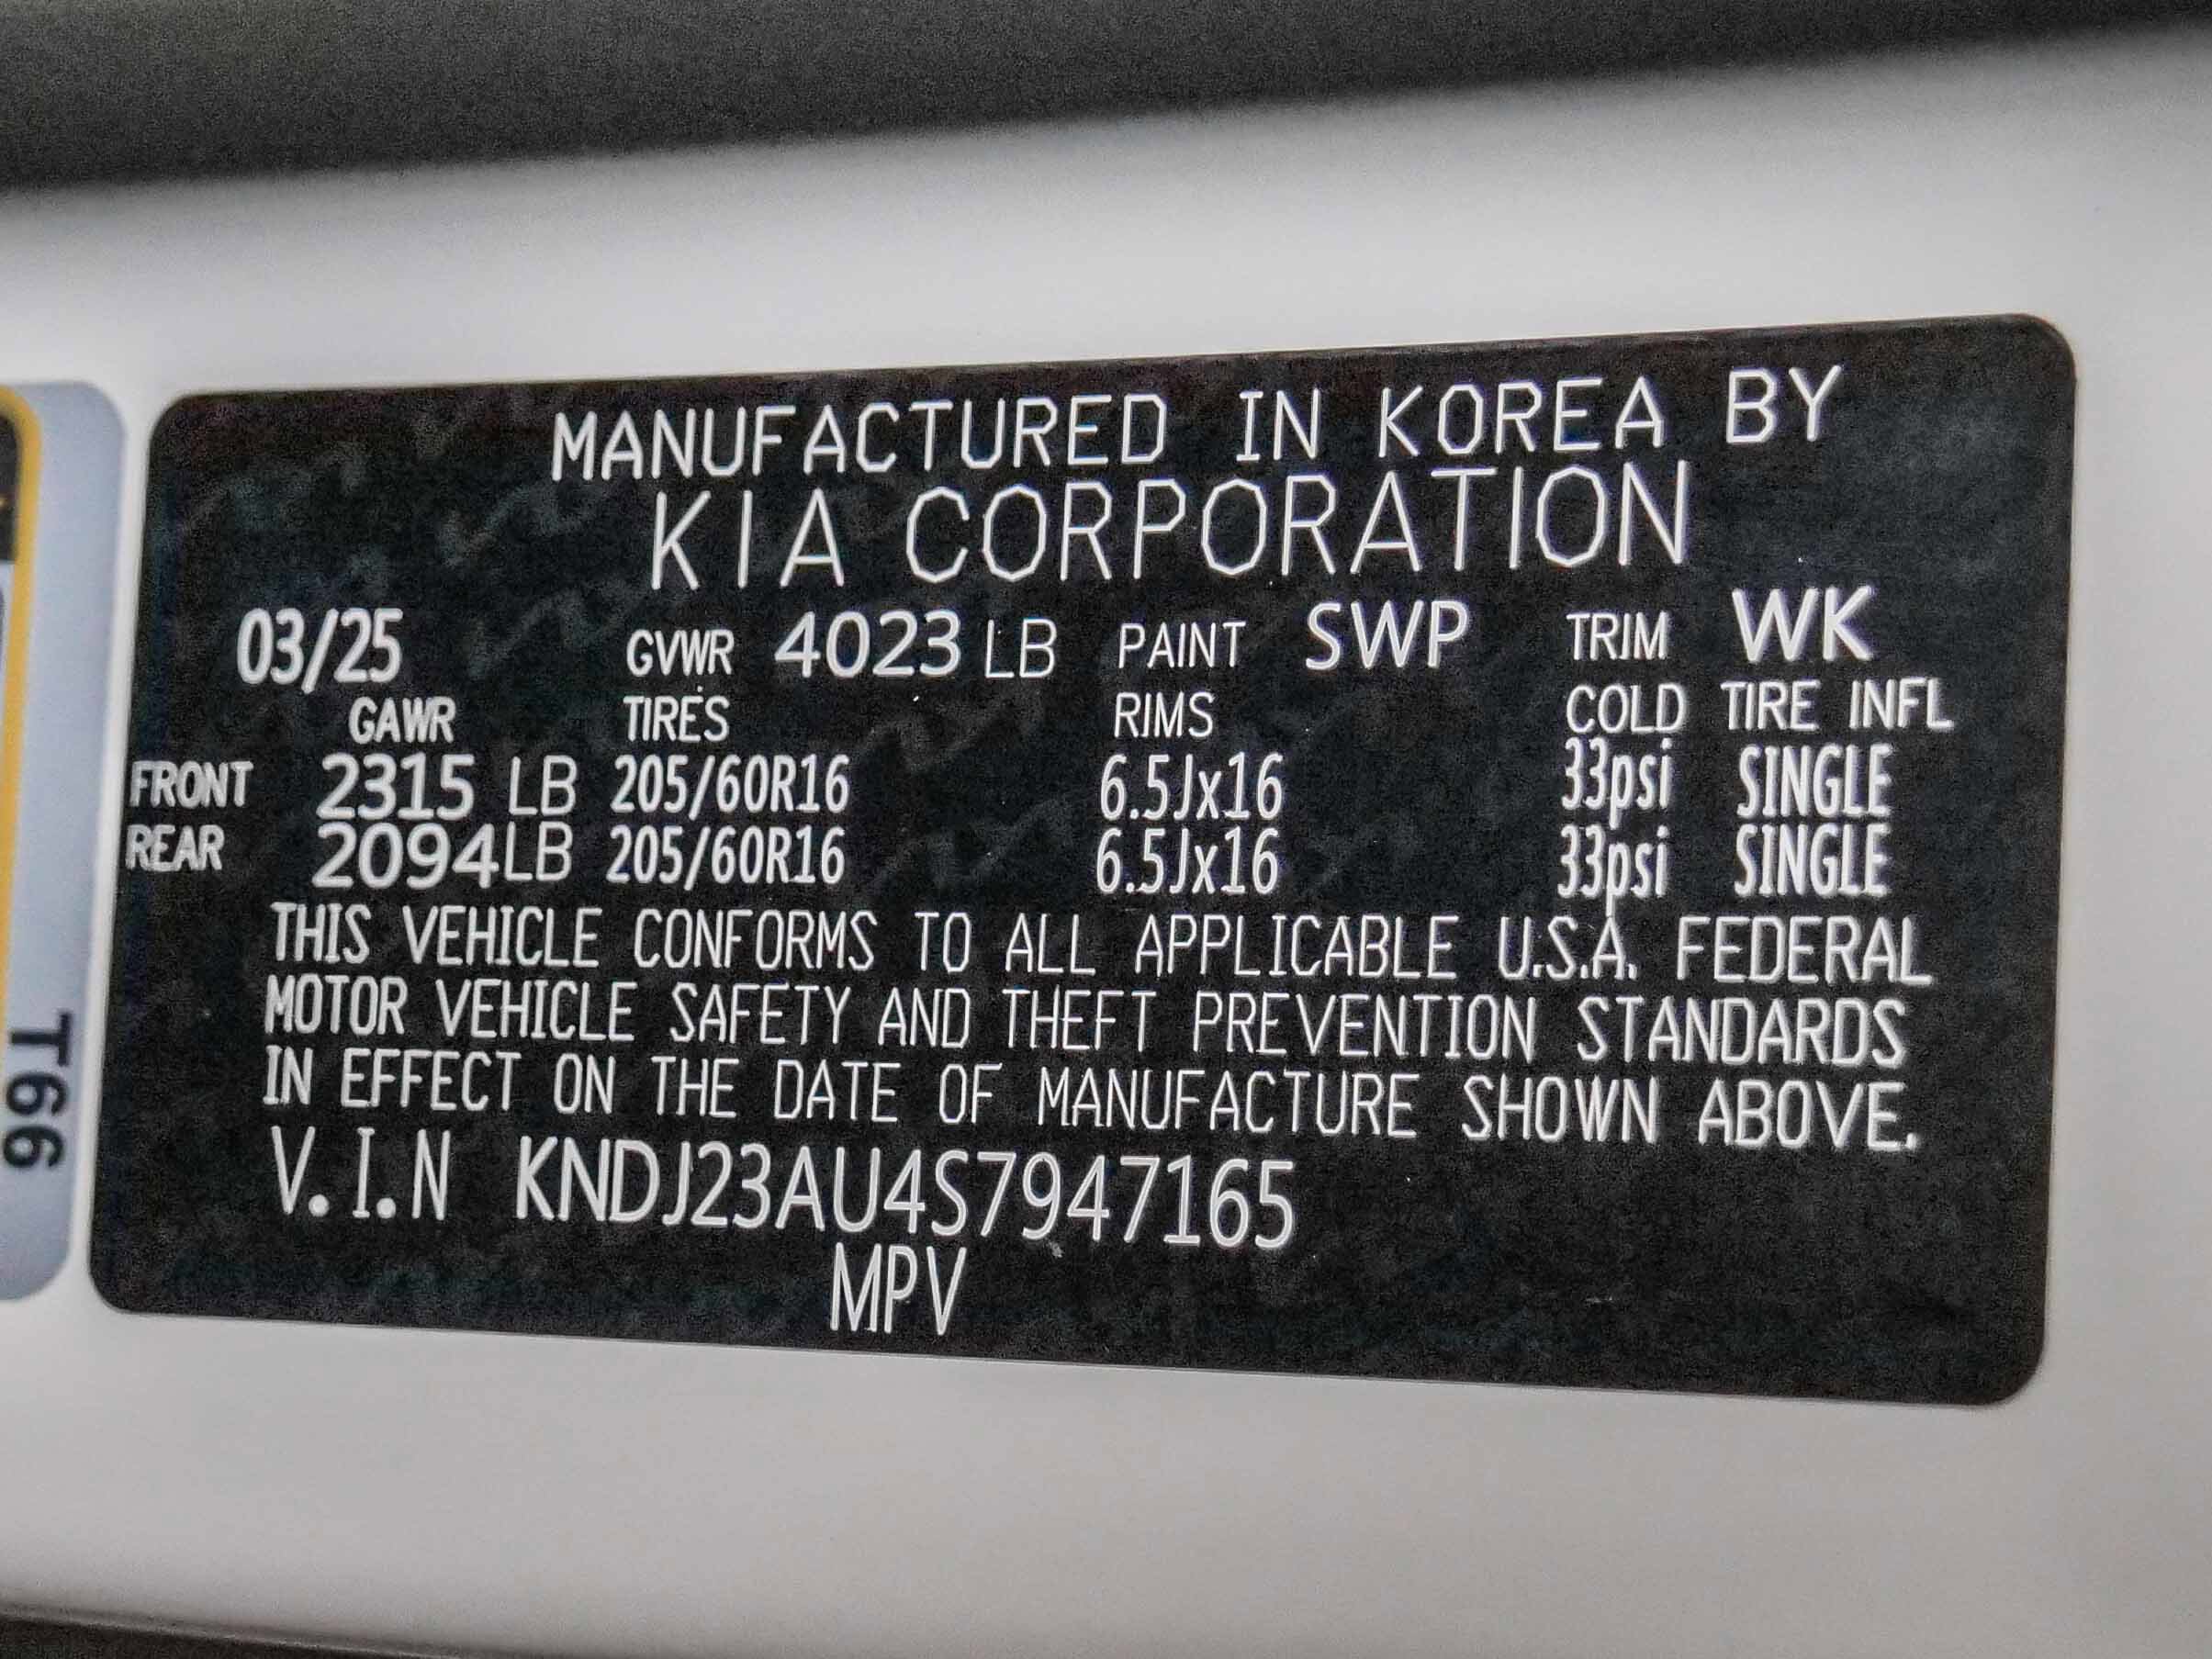 MANUFACTURED IN KOREA BY
KIA CORPORATION
03/25 GVWR 4023 LB PAINT SWP TRIM WK
GAWR TIRES RIMS COLD TIRE INFL
FRONT 2315 LB 205/60R16 6.5Jx16 33psi SINGLE
REAR 2094LB 205/60R16 6.5Jx16 33psi SINGLE
THIS VEHICLE CONFORMS TO ALL APPLICABLE U.S.A. FEDERAL
MOTOR VEHICLE SAFETY AND THEFT PREVENTION STANDARDS
IN EFFECT ON THE DATE OF MANUFACTURE SHOWN ABOVE.
V.I.N KNDJ23AU4S7947165
MPV
T66